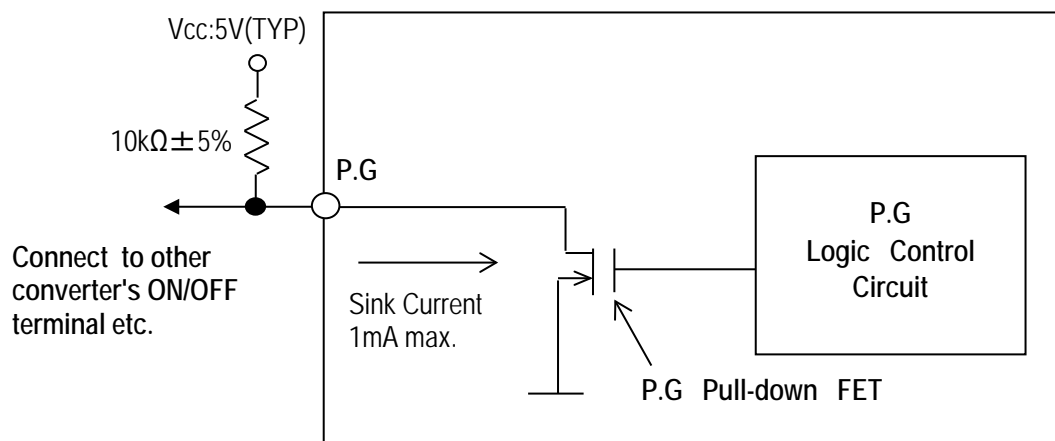 Vcc:5V(TYP)
10kΩ±5%
P.G
Connect to other
converter's ON/OFF
terminal etc.
Sink Current
1mA max.
P.G
Logic Control
Circuit
P.G Pull-down FET